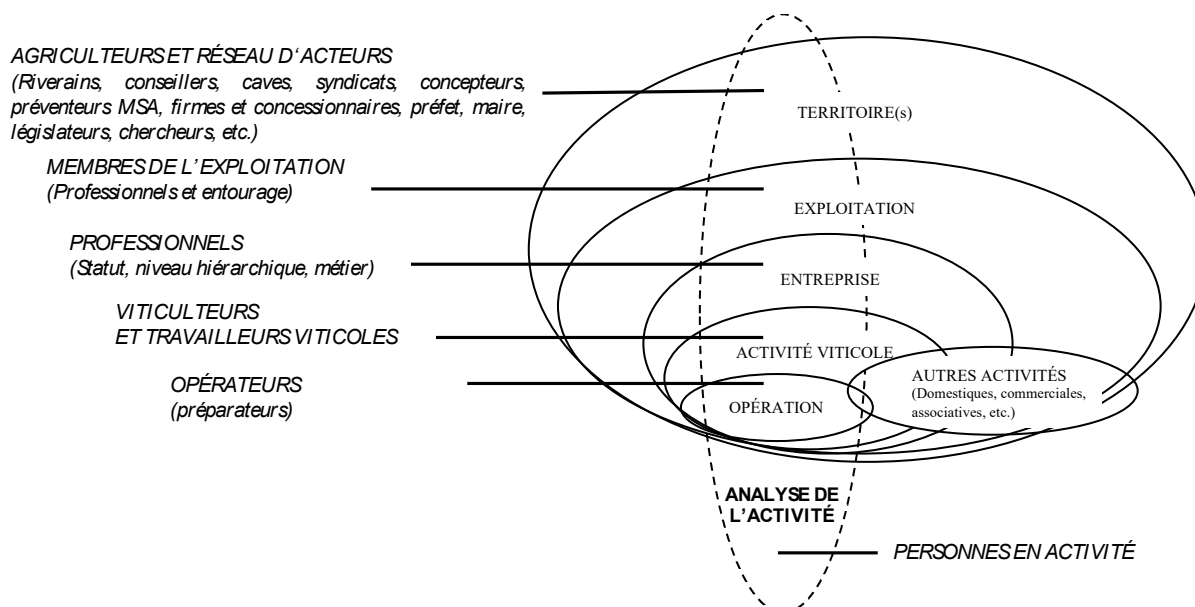 AGRICULTEURS ET RÉSEAU D'ACTEURS
(Riverains, conseillers, caves, syndicats, concepteurs,
préventeurs MSA, firmes et concessionnaires, préfet, maire,
législateurs, chercheurs, etc.)
TERRITOIRE(s)
MEMBRES DE L'EXPLOITATION
(Professionnels et entourage)
EXPLOITATION
PROFESSIONNELS
(Statut, niveau hiérarchique, métier)
ENTREPRISE
VITICULTEURS
ET TRAVAILLEURS VITICOLES
ACTIVITÉ VITICOLE
OPÉRATEURS
(préparateurs)
OPÉRATION
AUTRES ACTIVITÉS
(Domestiques, commerciales,
associatives, etc.)
ANALYSE DE
L'ACTIVITÉ
PERSONNES EN ACTIVITÉ